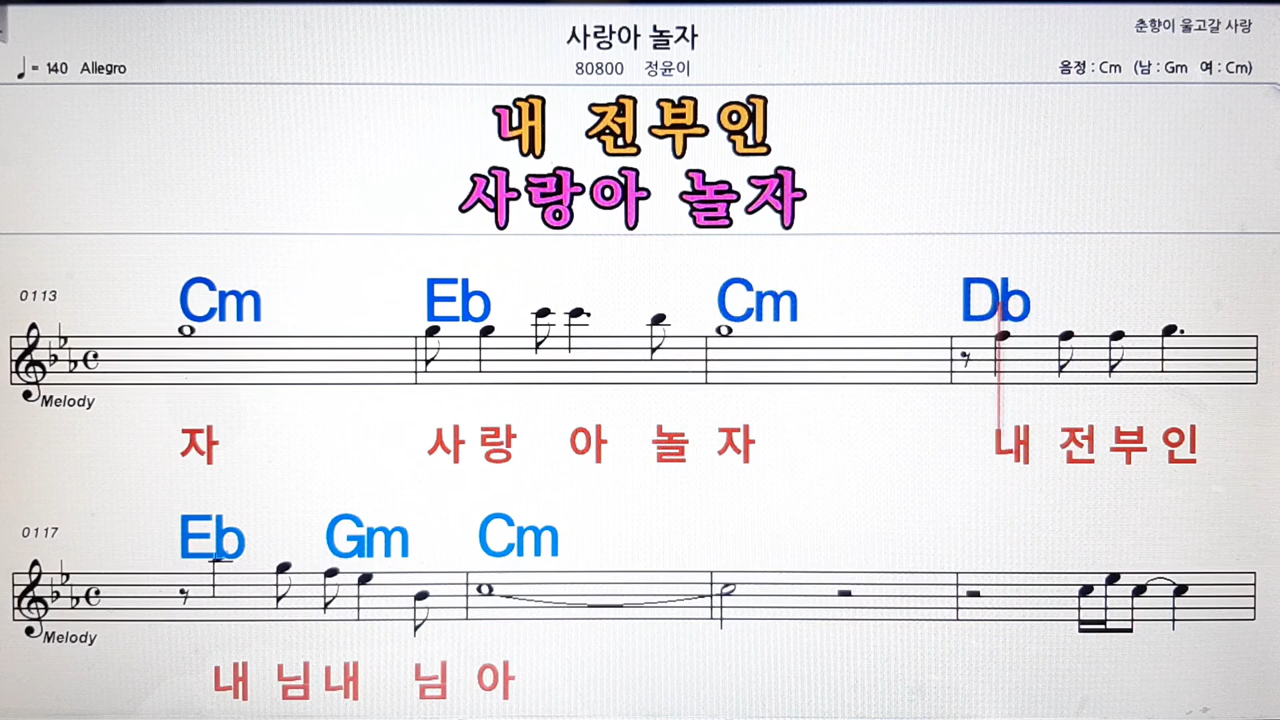 사랑아 놀자
춘향이 울고갈 사랑
♩= 140 Allegro
80800 정윤이
음정 : Cm (남 : Gm 여 : Cm)
내 전부인
사랑아 놀자
0113
Cm Eb Cm Db
Melody
자 사랑 아 놀 자 내 전부인
0117
Eb Gm Cm
Melody
내 님내 님 아